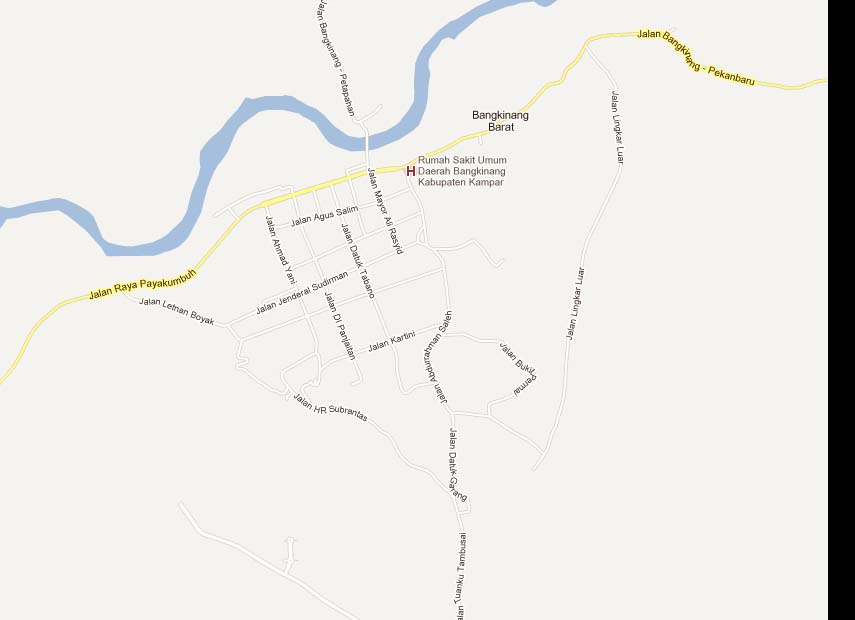 Jalan Bangkinang - Petapahan
Jalan Bangkinang - Pekanbaru
Jalan Lingkar Luar
Bangkinang
Barat
Rumah Sakit Umum
Daerah Bangkinang
Kabupaten Kampar
H
Jalan Mayor Ali Rasyid
Jalan Agus Salim
Jalan Ahmad Yani
Jalan Datuk Tabano
Jalan Raya Payakumbuh
Jalan Jenderal Sudirman
Jalan Letnan Boyak
Jalan DI Panjaitan
Jalan Lingkar Luar
Jalan Kartini
Jalan Abdurrahman Saleh
Jalan Bukit Permai
Jalan HR Subrantas
Jalan Datuk Garang
Jalan Tuanku Tambusai